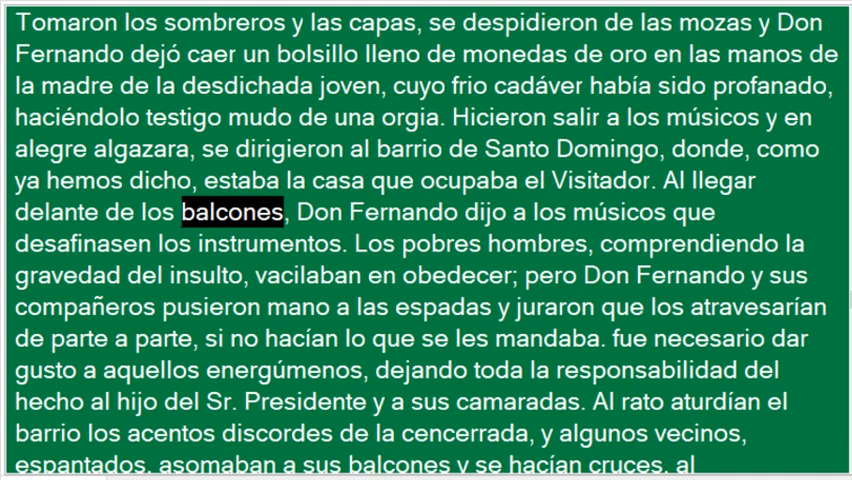 Tomaron los sombreros y las capas, se despidieron de las mozas y Don
Fernando dejó caer un bolsillo lleno de monedas de oro en las manos de
la madre de la desdichada joven, cuyo frio cadáver había sido profanado,
haciéndolo testigo mudo de una orgia. Hicieron salir a los músicos y en
alegre algazara, se dirigieron al barrio de Santo Domingo, donde, como
ya hemos dicho, estaba la casa que ocupaba el Visitador. Al llegar
delante de los balcones, Don Fernando dijo a los músicos que
desafinasen los instrumentos. Los pobres hombres, comprendiendo la
gravedad del insulto, vacilaban en obedecer; pero Don Fernando y sus
compañeros pusieron mano a las espadas y juraron que los atravesarían
de parte a parte, si no hacían lo que se les mandaba. fue necesario dar
gusto a aquellos energúmenos, dejando toda la responsabilidad del
hecho al hijo del Sr. Presidente y a sus camaradas. Al rato aturdían el
barrio los acentos discordes de la cencerrada, y algunos vecinos,
espantados, asomaban a sus balcones y se hacían cruces, al